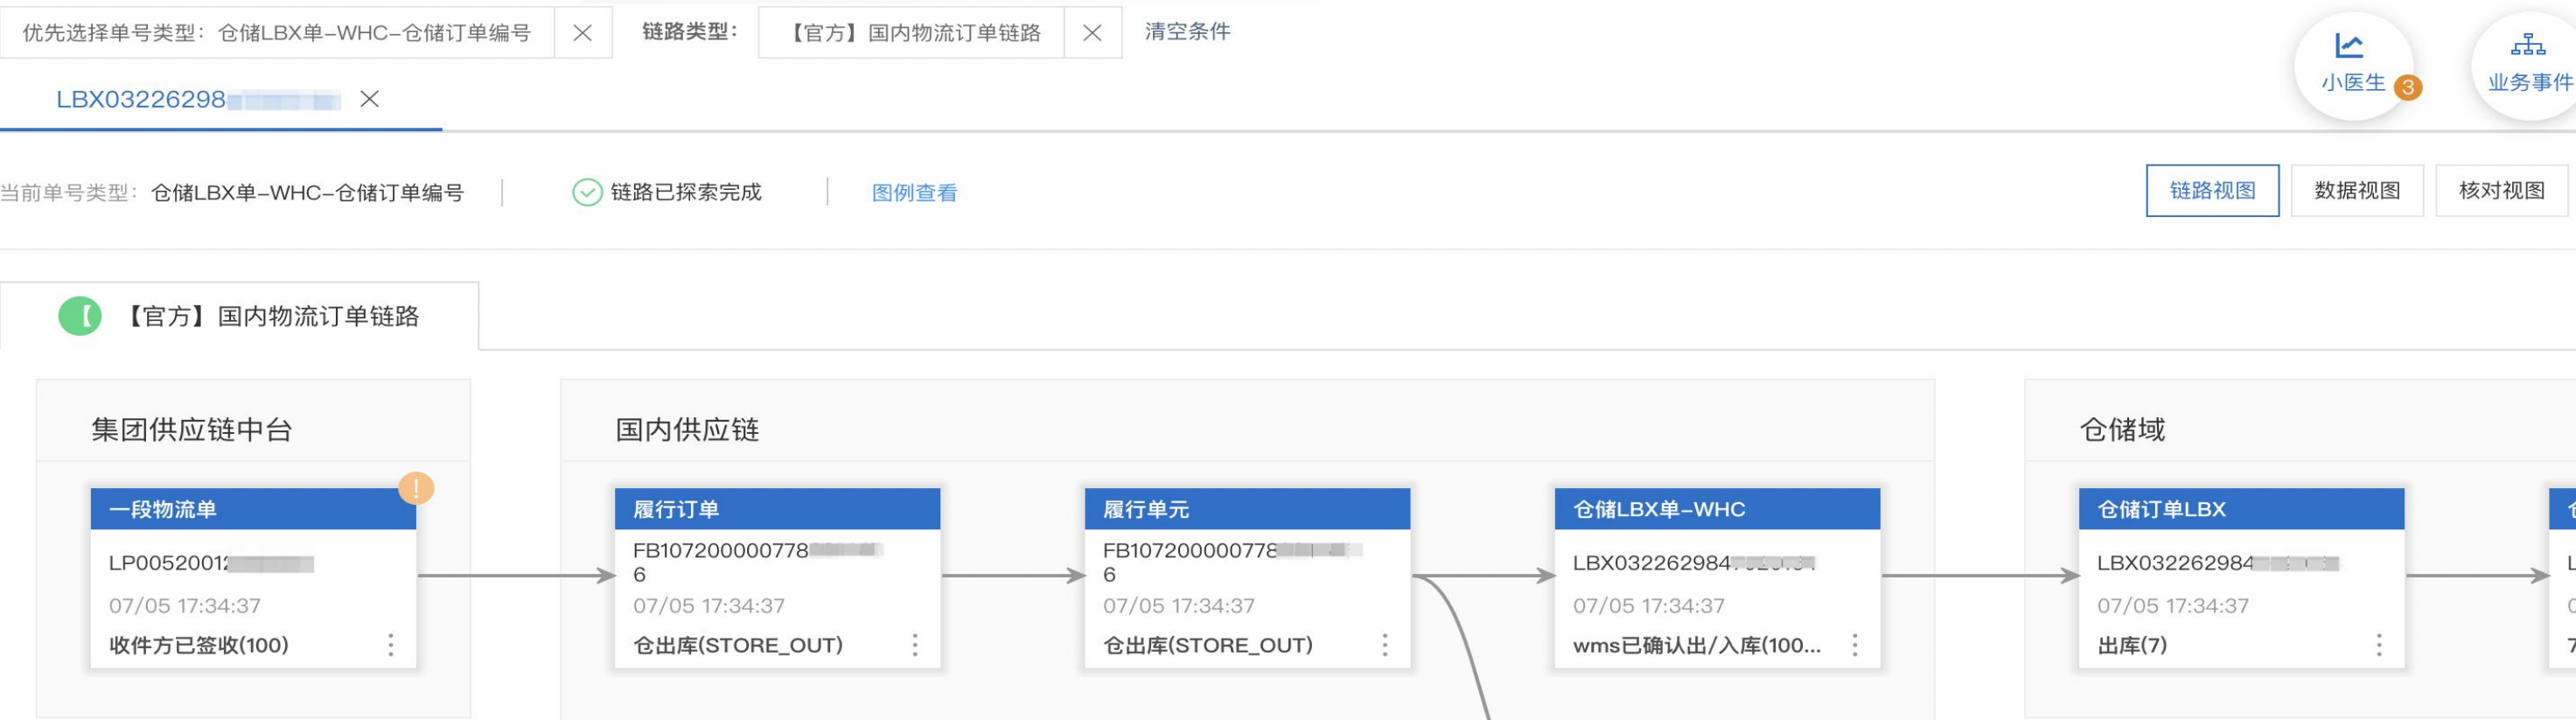 优先选择单号类型：仓储LBX单-WHC-仓储订单编号
链路类型：
【官方】国内物流订单链路
清空条件
小医生
3
业务事件
LBX03226298
当前单号类型：仓储LBX单-WHC-仓储订单编号
链路已探索完成
图例查看
链路视图
数据视图
核对视图
【官方】国内物流订单链路
集团供应链中台
国内供应链
仓储域
一段物流单
LP00520012
07/05 17:34:37
收件方已签收(100)
履行订单
FB107200000778
6
07/05 17:34:37
仓出库(STORE_OUT)
履行单元
FB107200000778
6
07/05 17:34:37
仓出库(STORE_OUT)
仓储LBX单-WHC
LBX0322629847
07/05 17:34:37
wms已确认出/入库(100...
仓储订单LBX
LBX032262984
07/05 17:34:37
出库(7)